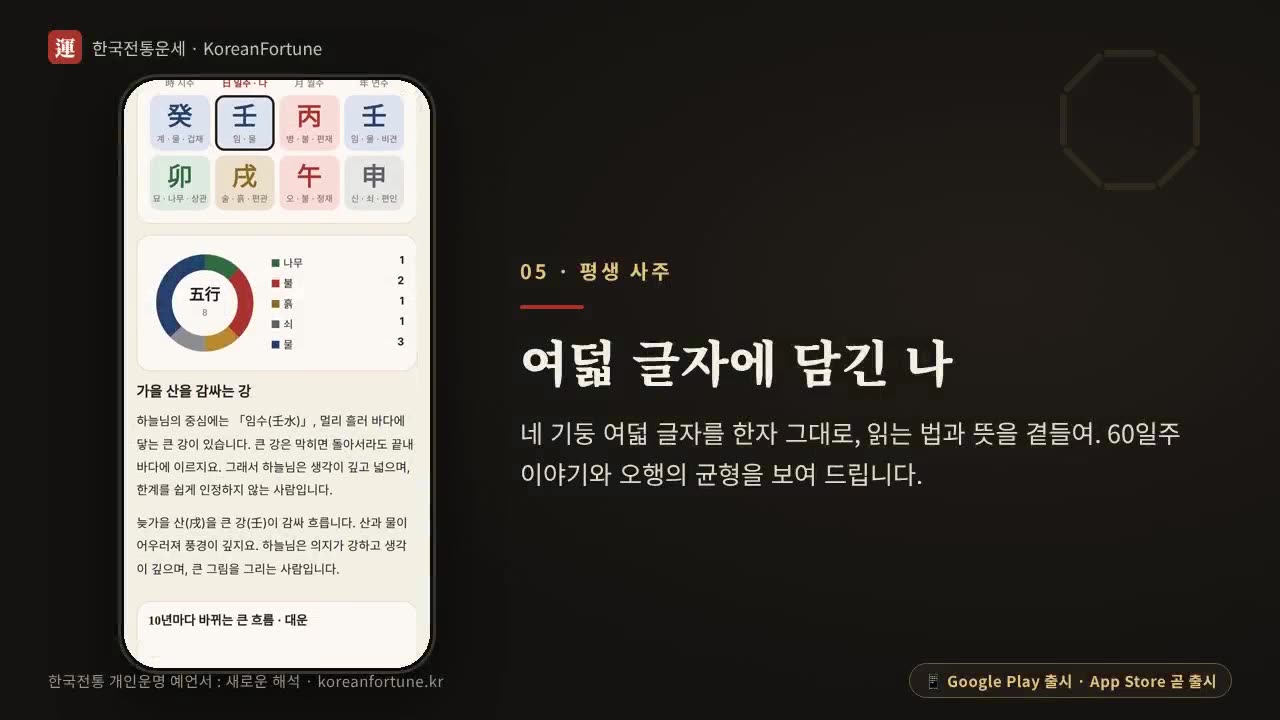 運 한국전통운세 · KoreanFortune
時 시주 日 일주 · 나 月 월주 年 연주
癸 壬 丙 壬
계 · 물 · 겁재 임 · 물 병 · 불 · 편재 임 · 물 · 비견
卯 戌 午 申
묘 · 나무 · 상관 술 · 흙 · 편관 오 · 불 · 정재 신 · 쇠 · 편인
五行
8
나무 1
불 2
흙 1
쇠 1
물 3
가을 산을 감싸는 강
하늘님의 중심에는 「임수(壬水)」, 멀리 흘러 바다에
닿는 큰 강이 있습니다. 큰 강은 막히면 돌아서라도 끝내
바다에 이르지요. 그래서 하늘님은 생각이 깊고 넓으며,
한계를 쉽게 인정하지 않는 사람입니다.
늦가을 산(戌)을 큰 강(壬)이 감싸 흐릅니다. 산과 물이
어우러져 풍경이 깊지요. 하늘님은 의지가 강하고 생각
이 깊으며, 큰 그림을 그리는 사람입니다.
10년마다 바뀌는 큰 흐름 · 대운
05 · 평생 사주
여덟 글자에 담긴 나
네 기둥 여덟 글자를 한자 그대로, 읽는 법과 뜻을 곁들여. 60일주
이야기와 오행의 균형을 보여 드립니다.
한국전통 개인운명 예언서 : 새로운 해석 · koreanfortune.kr
Google Play 출시 · App Store 곧 출시